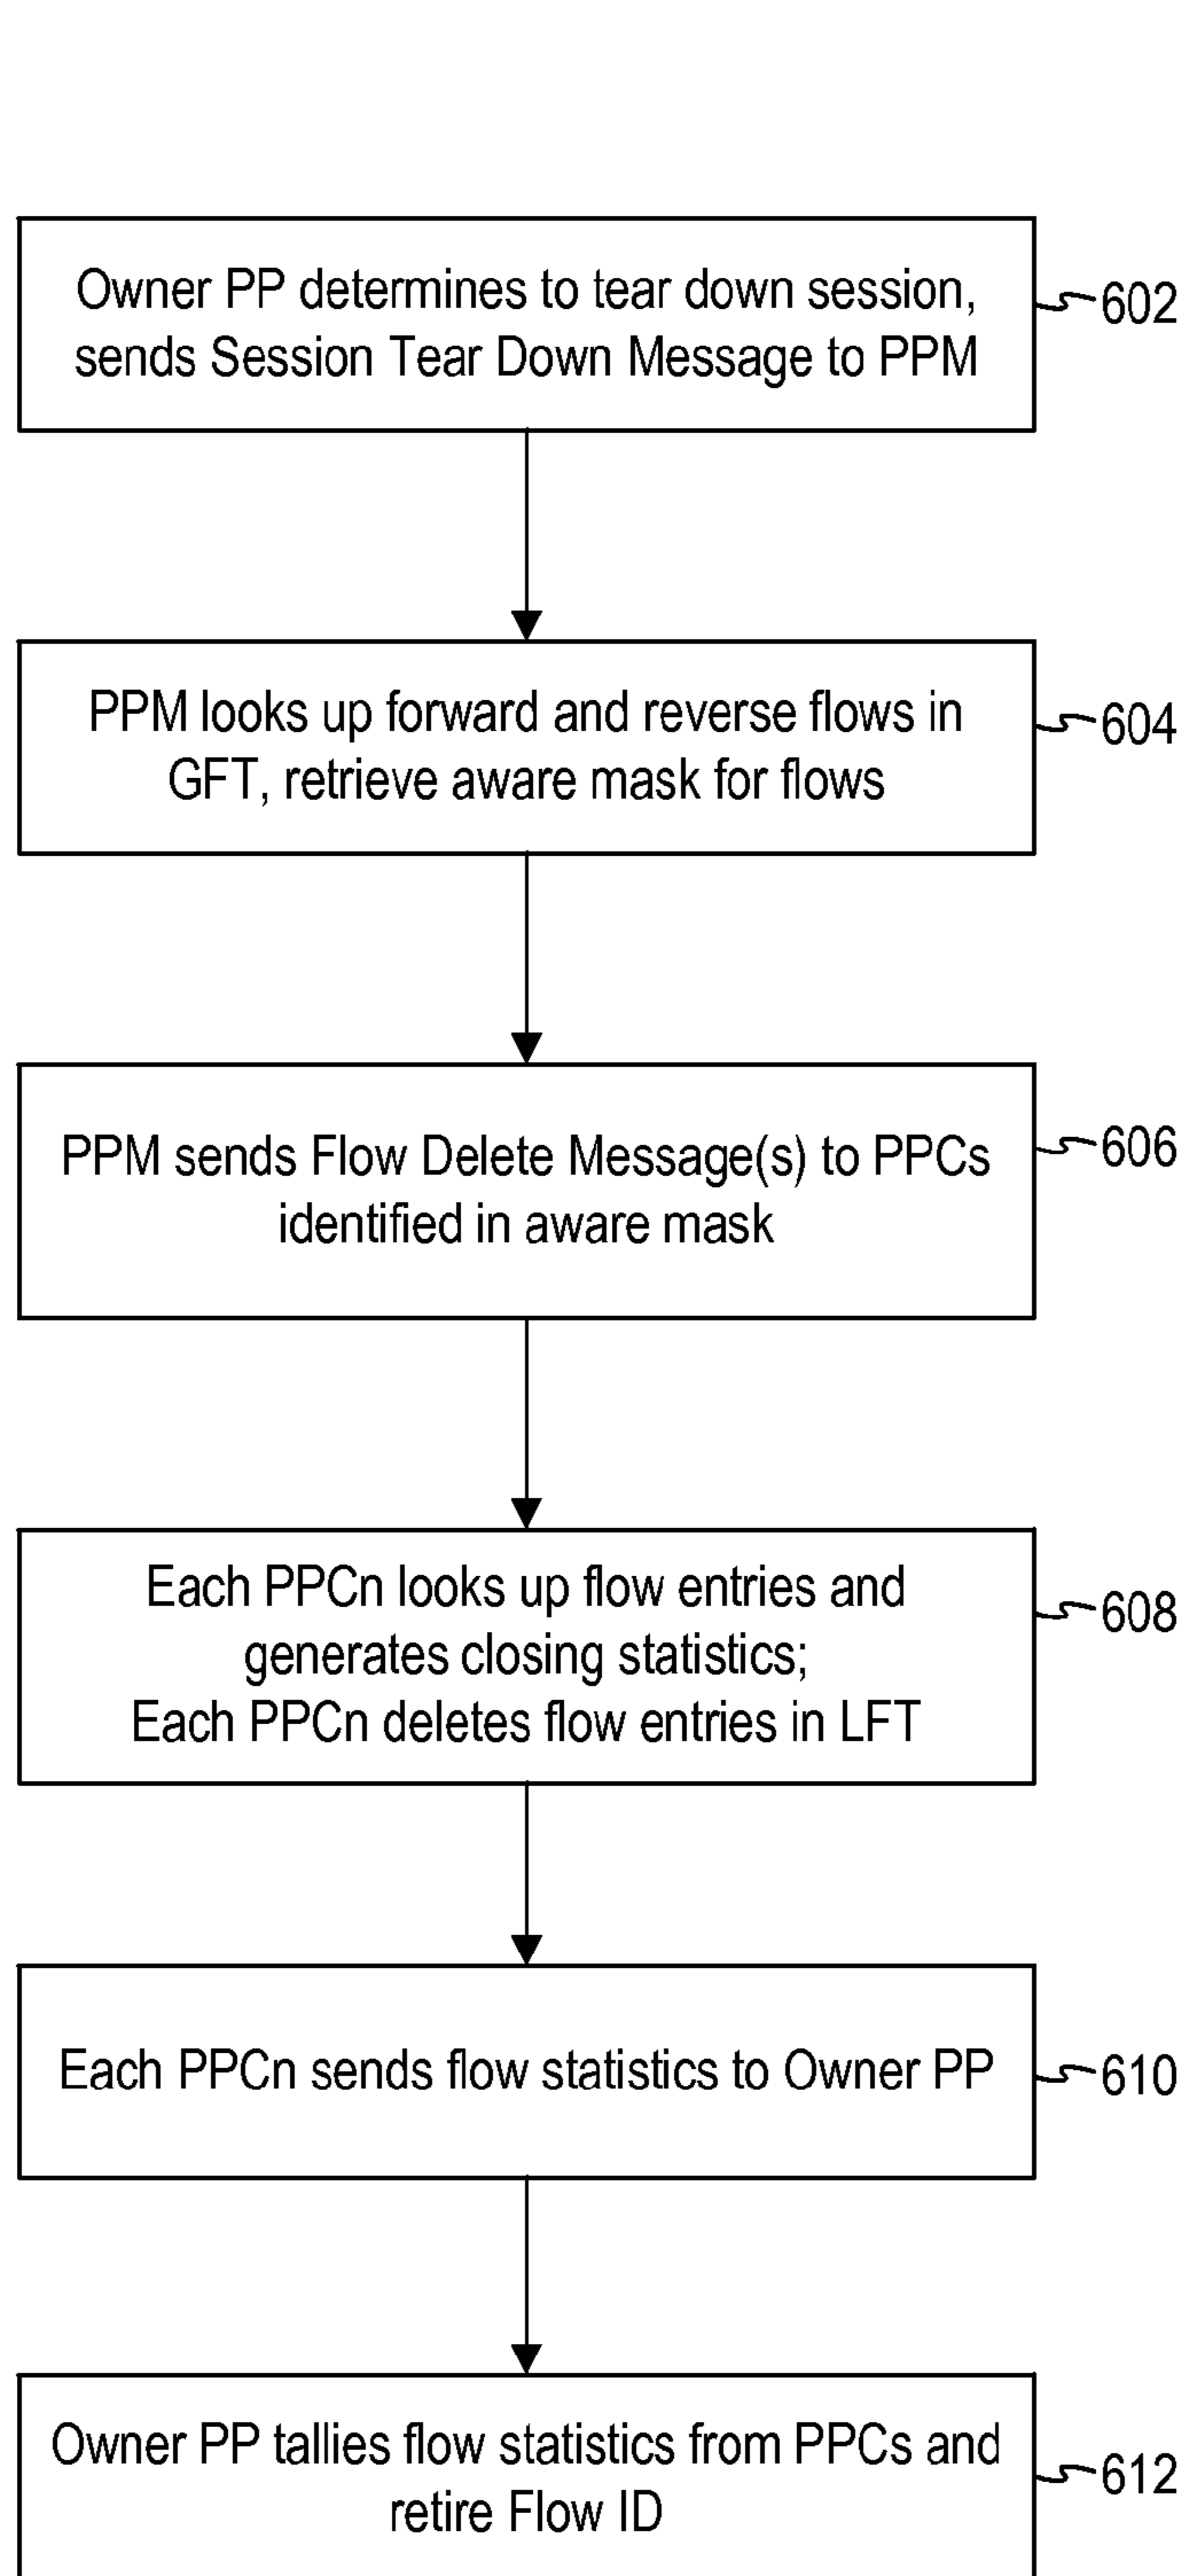 Owner PP determines to tear down session,
sends Session Tear Down Message to PPM
602
PPM looks up forward and reverse flows in
GFT, retrieve aware mask for flows
604
PPM sends Flow Delete Message(s) to PPCs
identified in aware mask
606
Each PPCn looks up flow entries and
generates closing statistics;
Each PPCn deletes flow entries in LFT
608
Each PPCn sends flow statistics to Owner PP
610
Owner PP tallies flow statistics from PPCs and
retire Flow ID
612